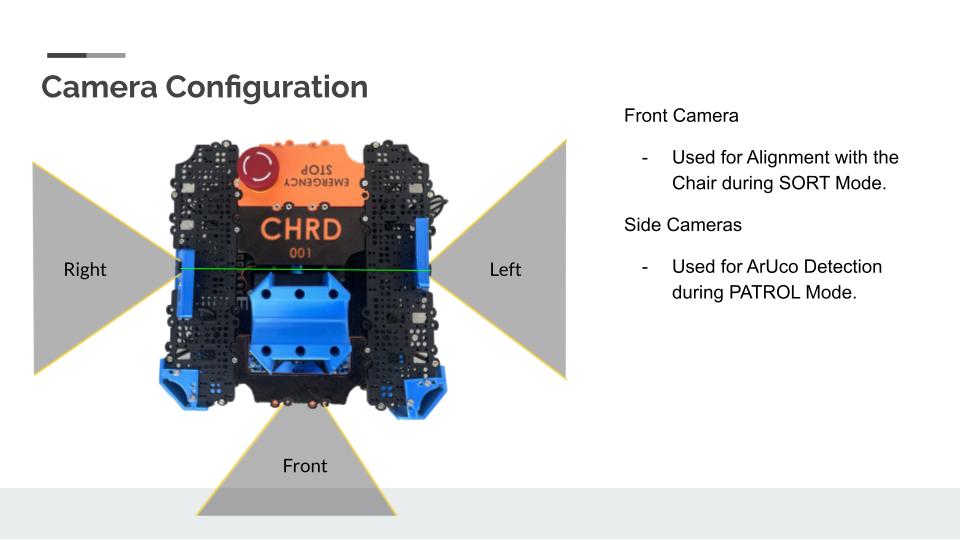 Camera Configuration
Front Camera
- Used for Alignment with the
Chair during SORT Mode.
Side Cameras
- Used for ArUco Detection
during PATROL Mode.
EMERGENCY
STOP
CHRD
001
Right
Left
Front